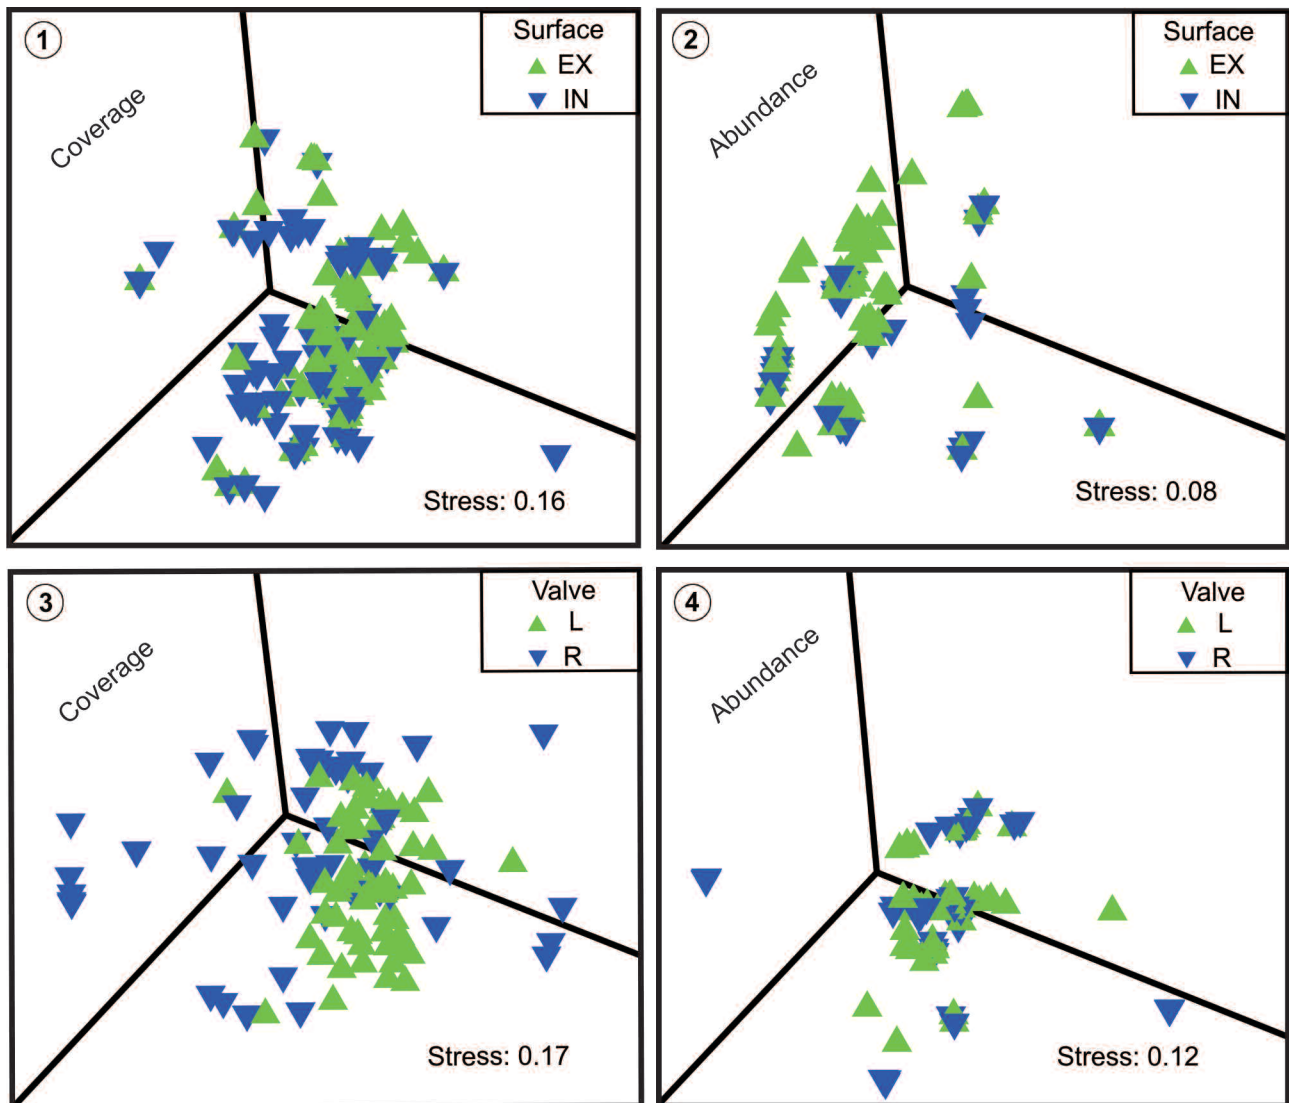 1
Coverage
Surface
EX
IN
Stress: 0.16
2
Abundance
Surface
EX
IN
Stress: 0.08
3
Coverage
Valve
L
R
Stress: 0.17
4
Abundance
Valve
L
R
Stress: 0.12